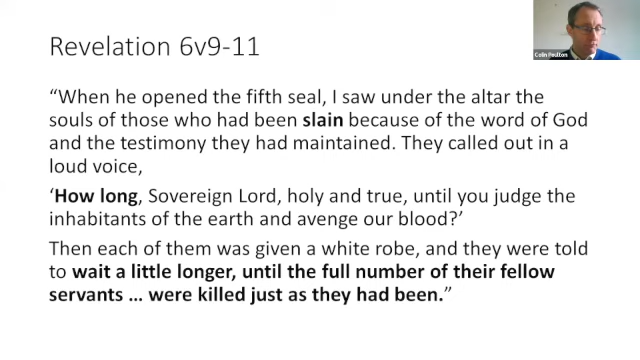 Revelation 6v9-11
Colin Poulton
“When he opened the fifth seal, I saw under the altar the
souls of those who had been slain because of the word of God
and the testimony they had maintained. They called out in a
loud voice,
‘How long, Sovereign Lord, holy and true, until you judge the
inhabitants of the earth and avenge our blood?’
Then each of them was given a white robe, and they were told
to wait a little longer, until the full number of their fellow
servants … were killed just as they had been.”